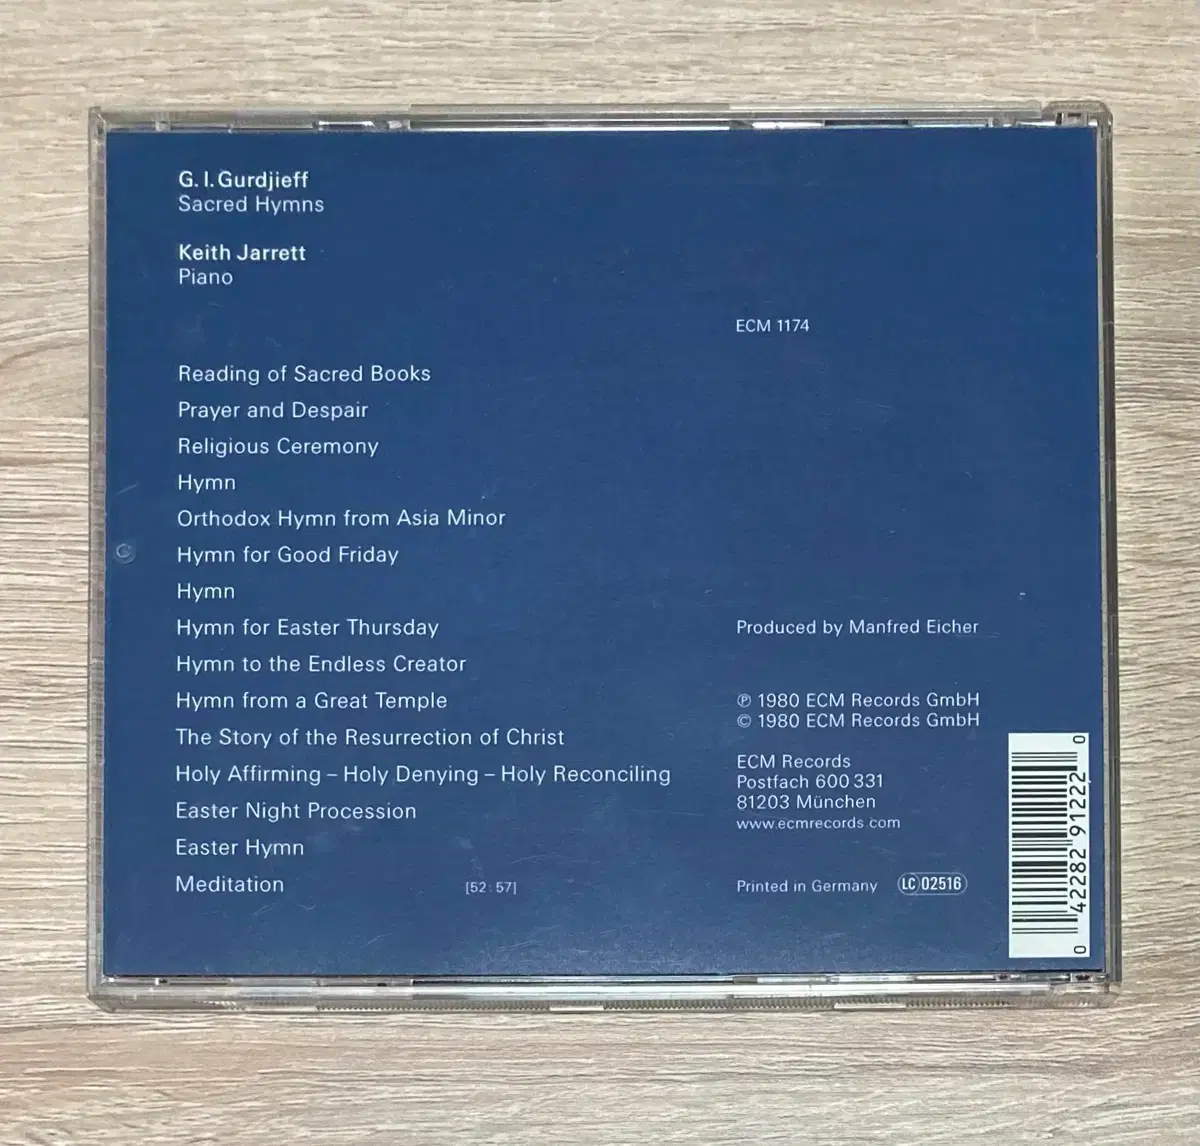 G. I. Gurdjieff
Sacred Hymns
Keith Jarrett
Piano
ECM 1174
Reading of Sacred Books
Prayer and Despair
Religious Ceremony
Hymn
Orthodox Hymn from Asia Minor
Hymn for Good Friday
Hymn
Hymn for Easter Thursday
Hymn to the Endless Creator
Hymn from a Great Temple
The Story of the Resurrection of Christ
Holy Affirming – Holy Denying – Holy Reconciling
Easter Night Procession
Easter Hymn
Meditation [52:57]
Produced by Manfred Eicher
℗ 1980 ECM Records GmbH
© 1980 ECM Records GmbH
ECM Records
Postfach 600 331
81203 München
www.ecmrecords.com
Printed in Germany LC 02516
0 42282 91222 0